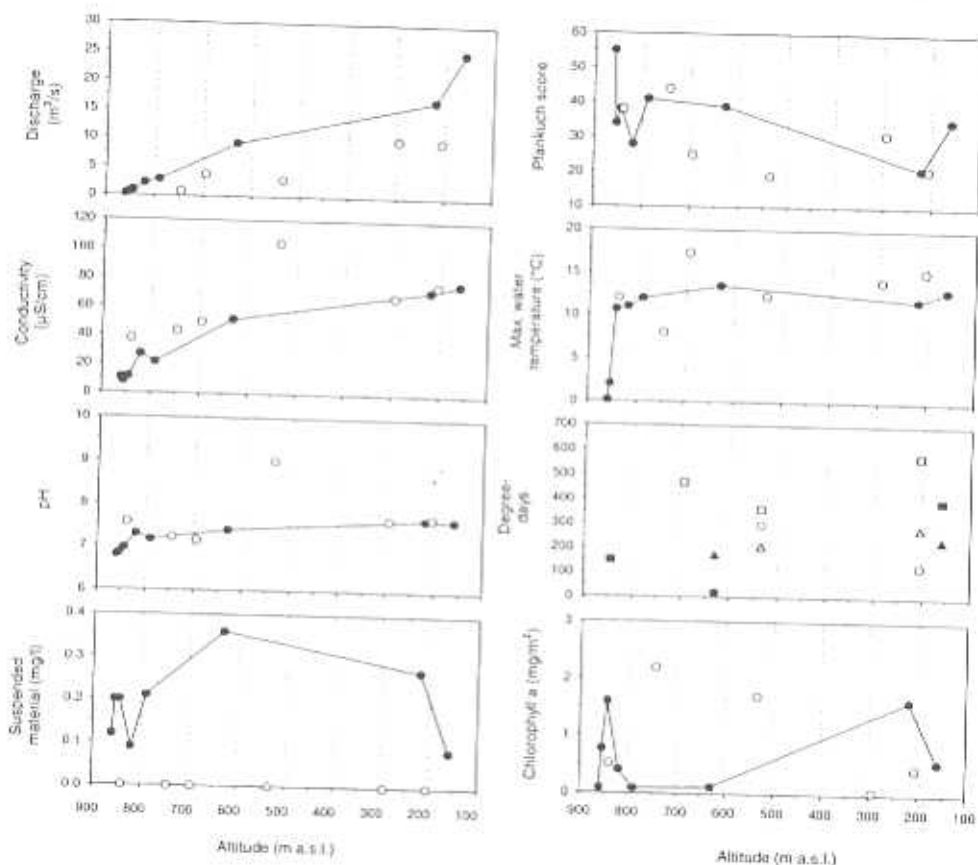 30
25
20
15
10
5
0
Discharge
(m³/s)
60
50
40
30
20
10
Plankuch score
120
100
80
60
40
20
0
Conductivity
(µS/cm)
20
15
10
5
0
Max. water
temperature (°C)
10
9
8
7
6
pH
700
600
500
400
300
200
100
0
Degree-
days
0.4
0.3
0.2
0.1
0.0
Suspended
material (mg/l)
3
2
1
0
Chlorophyll a (mg/m²)
900 800 700 600 500 400 300 200 100
Altitude (m a.s.l.)
900 800 700 600 500 400 300 200 100
Altitude (m a.s.l.)